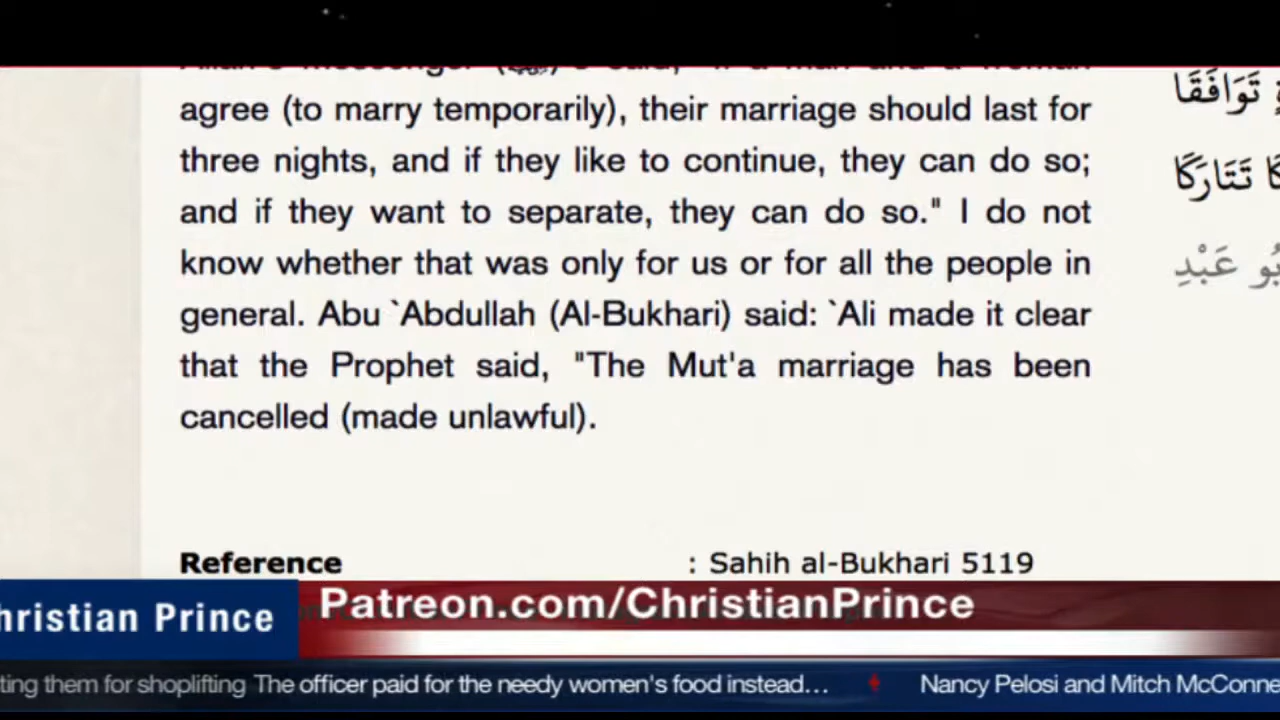 agree (to marry temporarily), their marriage should last for
three nights, and if they like to continue, they can do so;
and if they want to separate, they can do so." I do not
know whether that was only for us or for all the people in
general. Abu `Abdullah (Al-Bukhari) said: `Ali made it clear
that the Prophet said, "The Mut'a marriage has been
cancelled (made unlawful).
تَوَافَقَا
تَتَارَكَا
عَبْدِ
Reference : Sahih al-Bukhari 5119
hristian Prince
Patreon.com/ChristianPrince
ting them for shoplifting The officer paid for the needy women's food instead... Nancy Pelosi and Mitch McConne